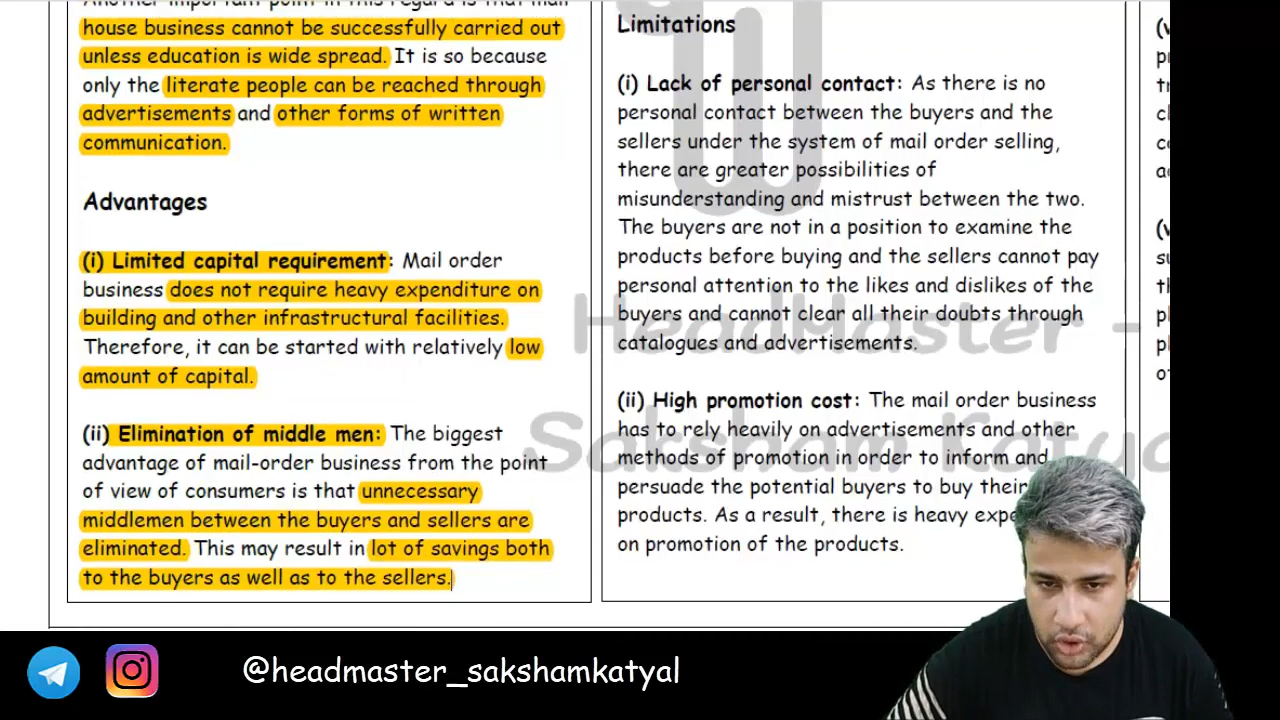 Another important point in this regard is that mail
house business cannot be successfully carried out
unless education is wide spread. It is so because
only the literate people can be reached through
advertisements and other forms of written
communication.
Advantages
(i) Limited capital requirement: Mail order
business does not require heavy expenditure on
building and other infrastructural facilities.
Therefore, it can be started with relatively low
amount of capital.
(ii) Elimination of middle men: The biggest
advantage of mail-order business from the point
of view of consumers is that unnecessary
middlemen between the buyers and sellers are
eliminated. This may result in lot of savings both
to the buyers as well as to the sellers.
Limitations
(i) Lack of personal contact: As there is no
personal contact between the buyers and the
sellers under the system of mail order selling,
there are greater possibilities of
misunderstanding and mistrust between the two.
The buyers are not in a position to examine the
products before buying and the sellers cannot pay
personal attention to the likes and dislikes of the
buyers and cannot clear all their doubts through
catalogues and advertisements.
(ii) High promotion cost: The mail order business
has to rely heavily on advertisements and other
methods of promotion in order to inform and
persuade the potential buyers to buy their
products. As a result, there is heavy
on promotion of the products.
HeadMaster -
Saksham Katya
@headmaster_sakshamkatyal